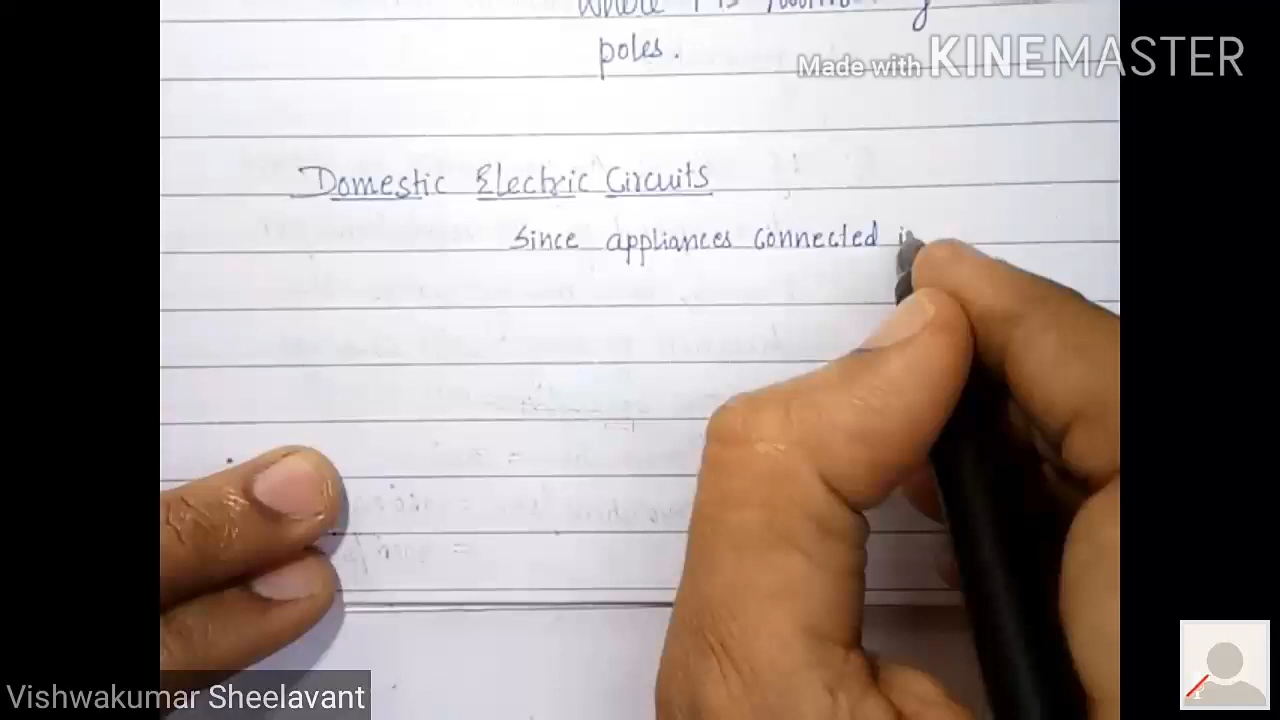 poles.
Made with KINEMASTER
Domestic Electric Circuits
Since appliances connected i
Vishwakumar Sheelavant